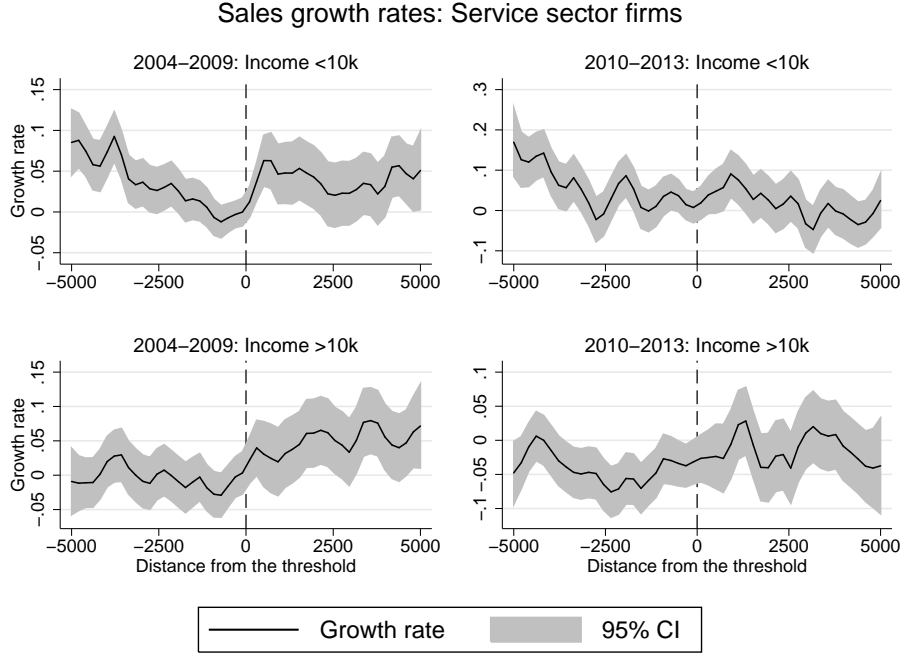 Sales growth rates: Service sector firms
2004−2009: Income <10k
Growth rate
.15
.1
.05
0
−.05
−5000 −2500 0 2500 5000
2010−2013: Income <10k
.3
.2
.1
0
−.1
−5000 −2500 0 2500 5000
2004−2009: Income >10k
Growth rate
.15
.1
.05
0
−.05
−5000 −2500 0 2500 5000
Distance from the threshold
2010−2013: Income >10k
.1
.05
0
−.05
−.1
−5000 −2500 0 2500 5000
Distance from the threshold
Growth rate 95% CI